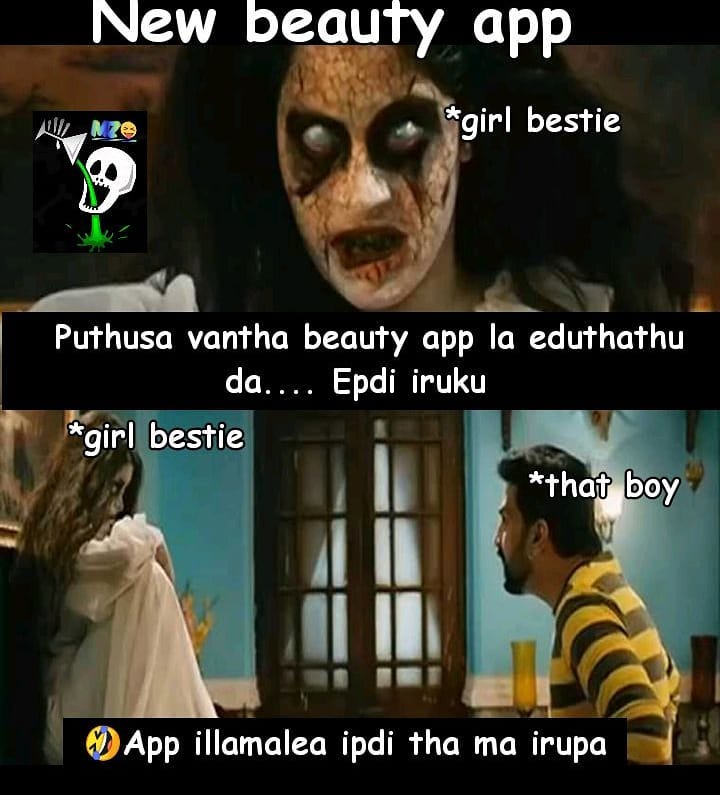 New beauty app
*girl bestie
MZ😝
Puthusa vantha beauty app la eduthathu
da.... Epdi iruku
*girl bestie
*that boy
🤣App illamalea ipdi tha ma irupa